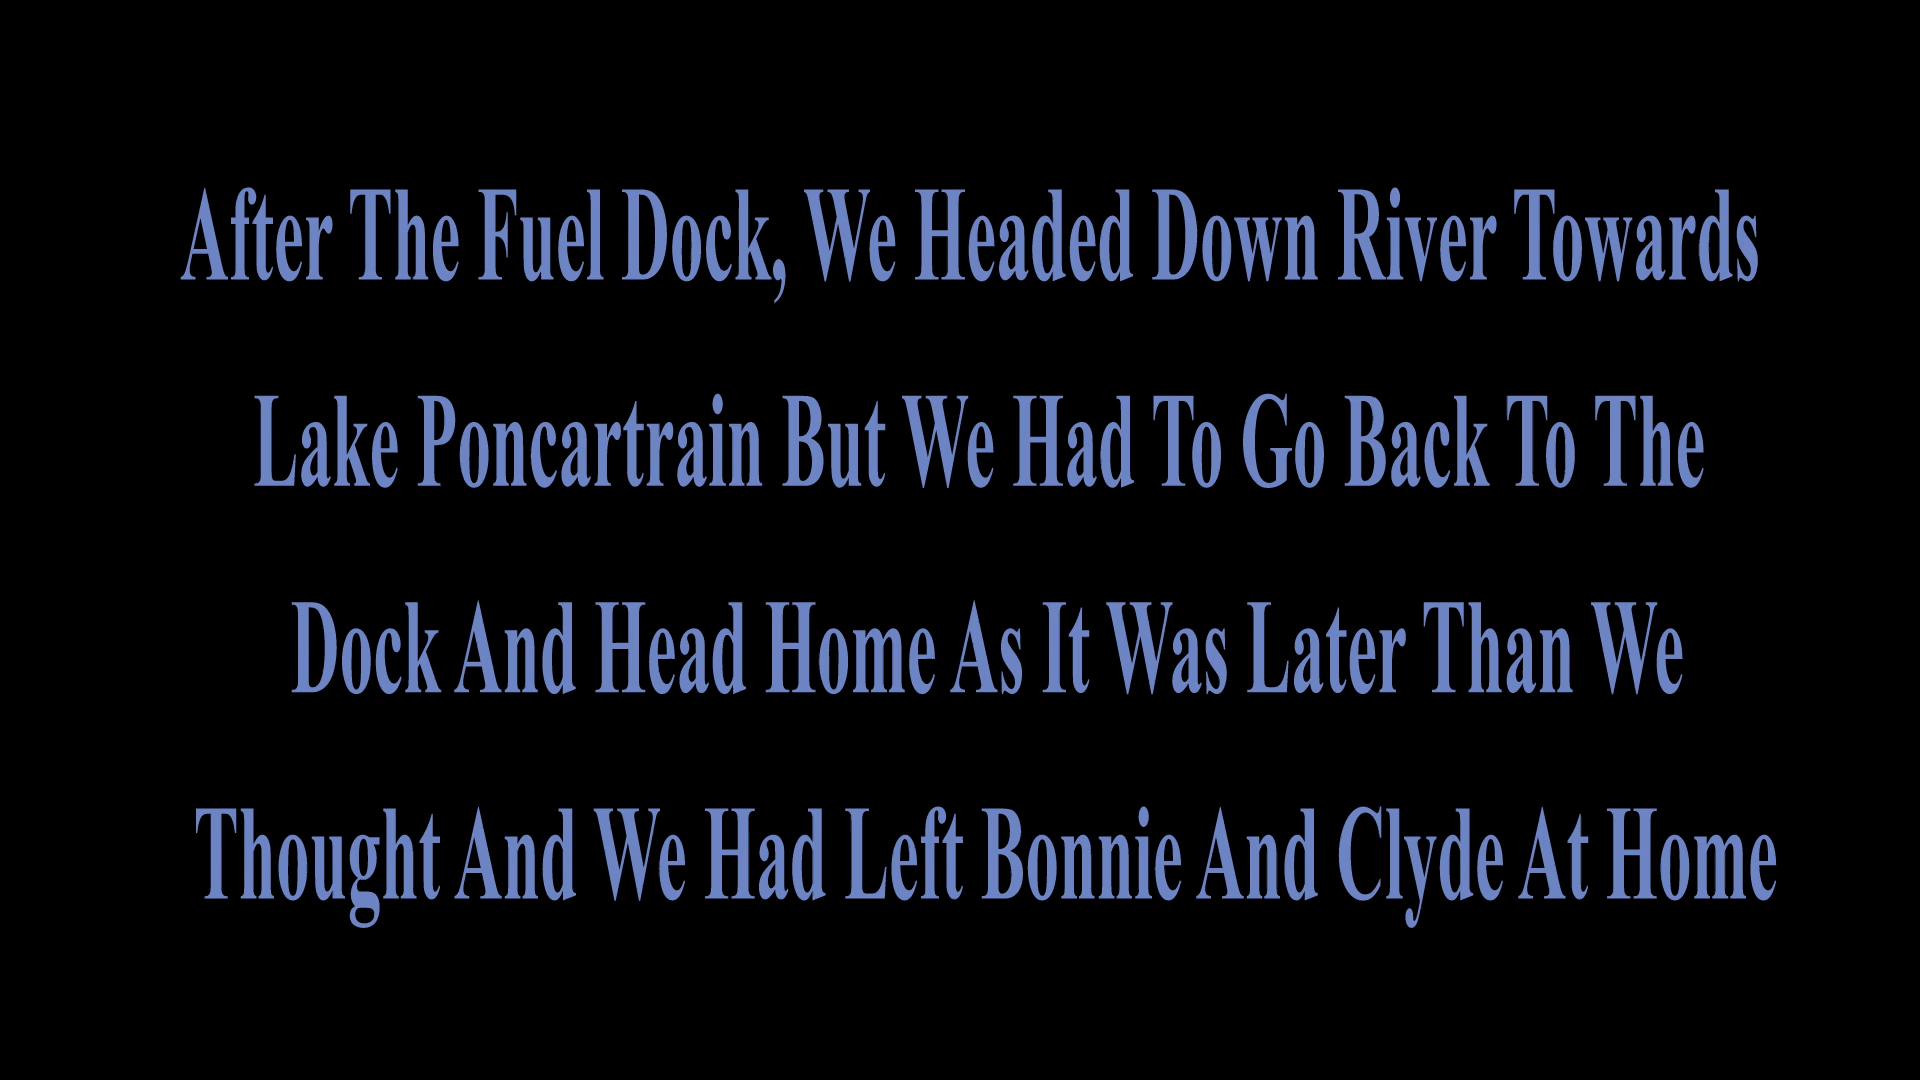 After The Fuel Dock, We Headed Down River Towards
Lake Poncartrain But We Had To Go Back To The
Dock And Head Home As It Was Later Than We
Thought And We Had Left Bonnie And Clyde At Home